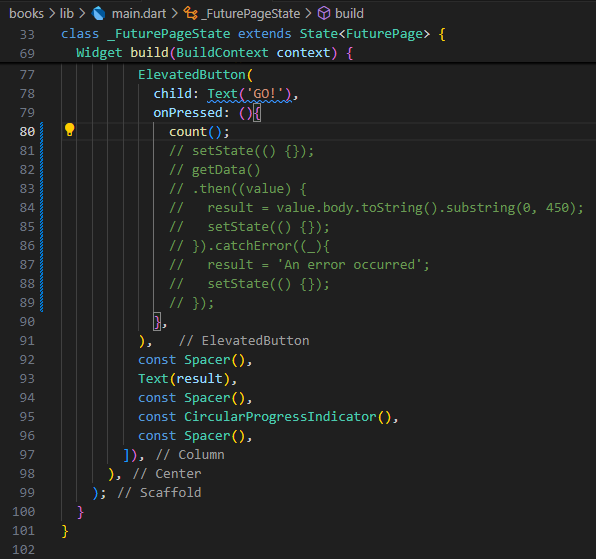 books > lib > main.dart > _FuturePageState > build
33 class _FuturePageState extends State<FuturePage> {
69 Widget build(BuildContext context) {
77 ElevatedButton(
78 child: Text('GO!'),
79 onPressed: (){
80 count();
81 // setState(() {});
82 // getData()
83 // .then((value) {
84 //   result = value.body.toString().substring(0, 450);
85 //   setState(() {});
86 // }).catchError((_){
87 //   result = 'An error occurred';
88 //   setState(() {});
89 // });
90 },
91 ),   // ElevatedButton
92 const Spacer(),
93 Text(result),
94 const Spacer(),
95 const CircularProgressIndicator(),
96 const Spacer(),
97 ]), // Column
98 ), // Center
99 ); // Scaffold
100 }
101 }
102